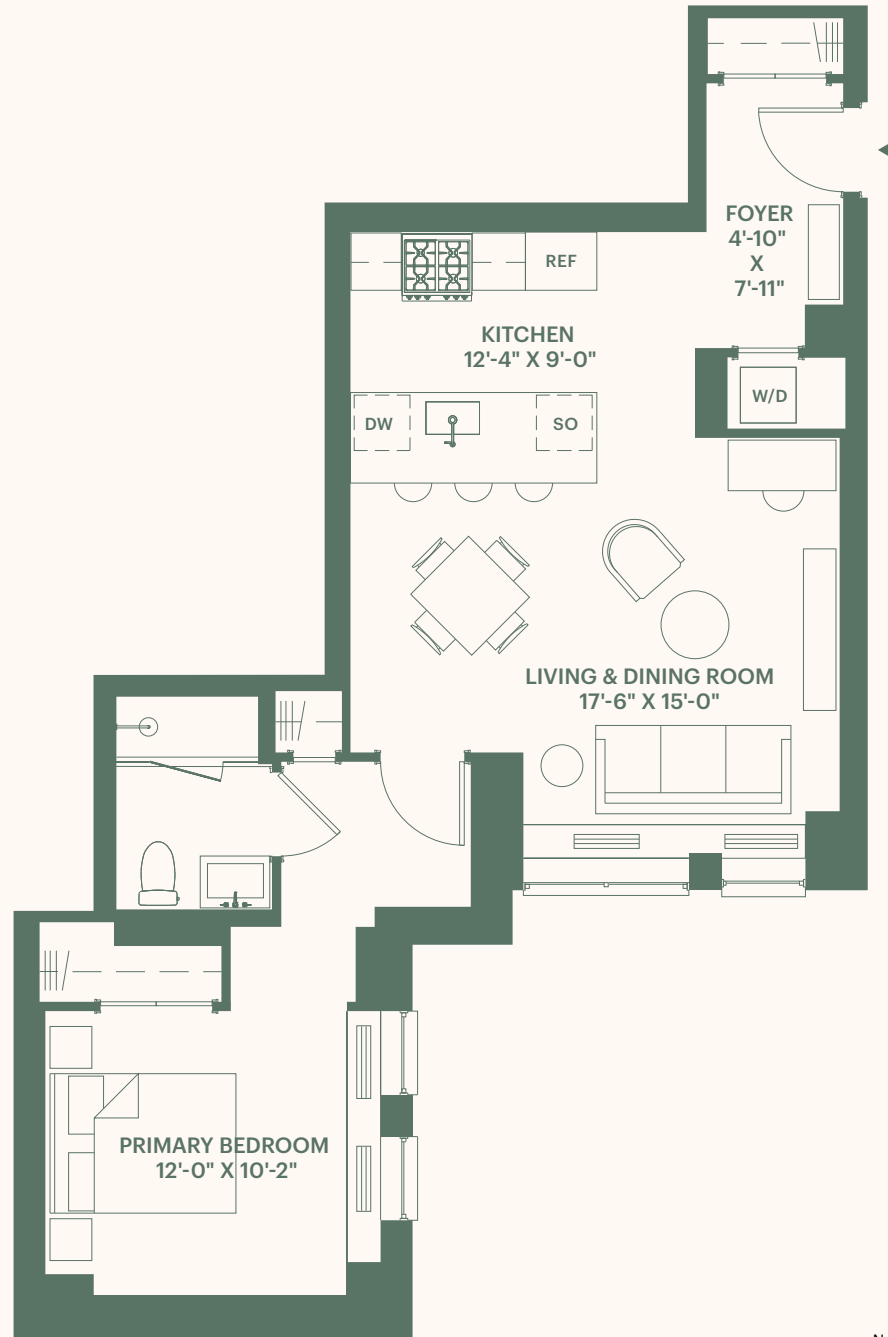 FOYER
4'-10"
X
7'-11"
REF
KITCHEN
12'-4" X 9'-0"
W/D
DW
SO
LIVING & DINING ROOM
17'-6" X 15'-0"
PRIMARY BEDROOM
12'-0" X 10'-2"